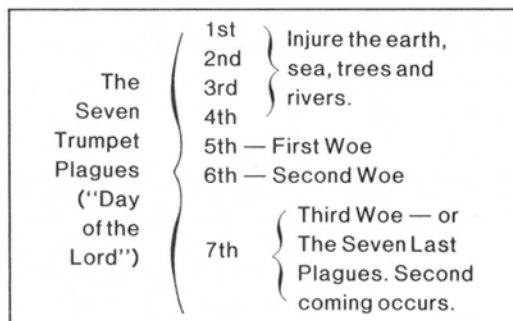 The
Seven
Trumpet
Plagues
("Day
of the
Lord")
1st
2nd
3rd
4th
Injure the earth,
sea, trees and
rivers.
5th — First Woe
6th — Second Woe
7th
Third Woe — or
The Seven Last
Plagues. Second
coming occurs.